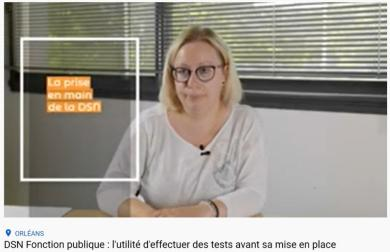 La prise
en main
de la DSN
ORLÉANS
DSN Fonction publique : l'utilité d'effectuer des tests avant sa mise en place